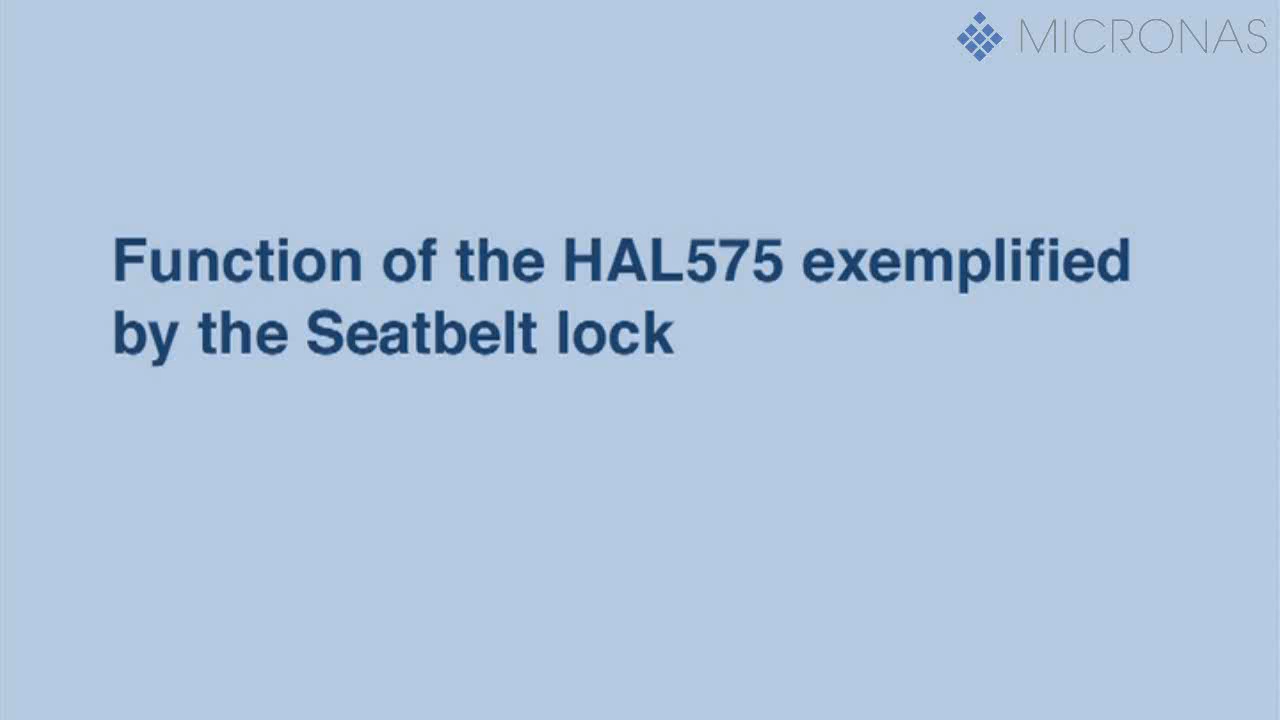 MICRONAS
Function of the HAL575 exemplified
by the Seatbelt lock